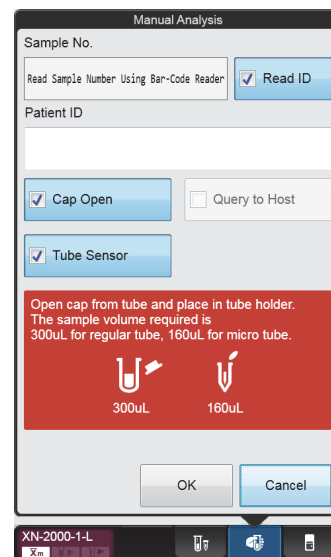 Manual Analysis
Sample No.
Read Sample Number Using Bar-Code Reader
Read ID
Patient ID
Cap Open
Query to Host
Tube Sensor
Open cap from tube and place in tube holder.
The sample volume required is
300uL for regular tube, 160uL for micro tube.
300uL 160uL
OK Cancel
XN-2000-1-L
Xm